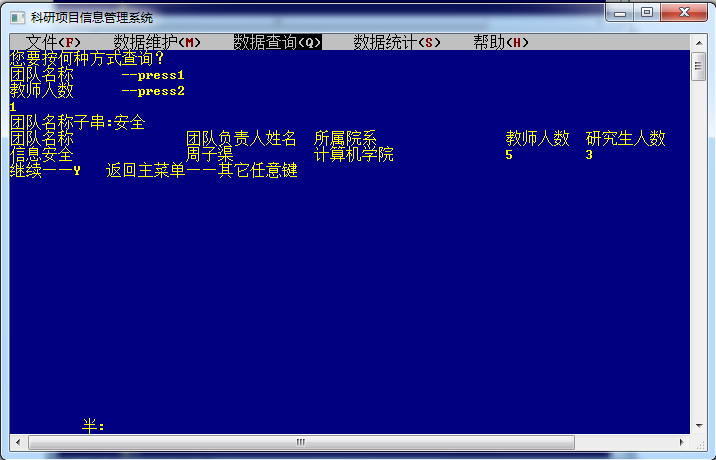 科研项目信息管理系统
文件(F) 数据维护(M) 数据查询(Q) 数据统计(S) 帮助(H)
您要按何种方式查询?
团队名称 --press1
教师人数 --press2
1
团队名称子串:安全
团队名称 团队负责人姓名 所属院系 教师人数 研究生人数
信息安全 周子渠 计算机学院 5 3
继续——Y 返回主菜单——其它任意键
半: